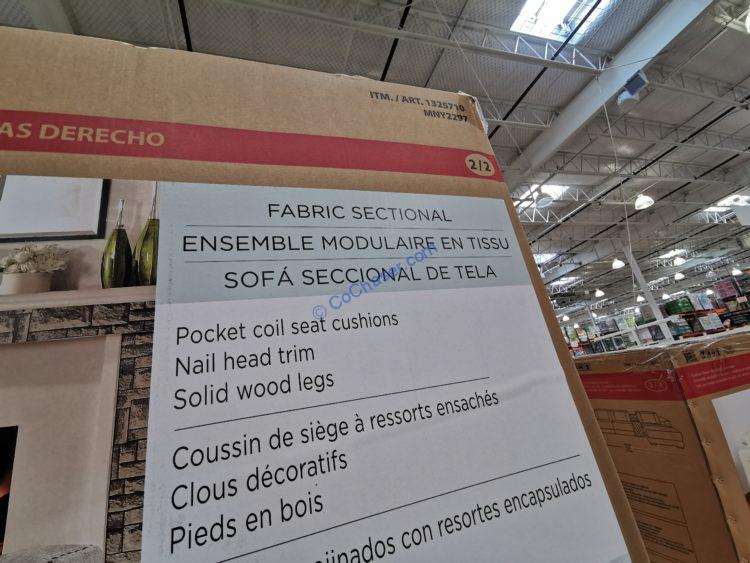 ITM. / ART. 1325710
MNY2297
AS DERECHO
2/2
FABRIC SECTIONAL
ENSEMBLE MODULAIRE EN TISSU
SOFÁ SECCIONAL DE TELA
© CoChaser.com
Pocket coil seat cushions
Nail head trim
Solid wood legs
Coussin de siège à ressorts ensachés
Clous décoratifs
Pieds en bois
con resortes encapsulados